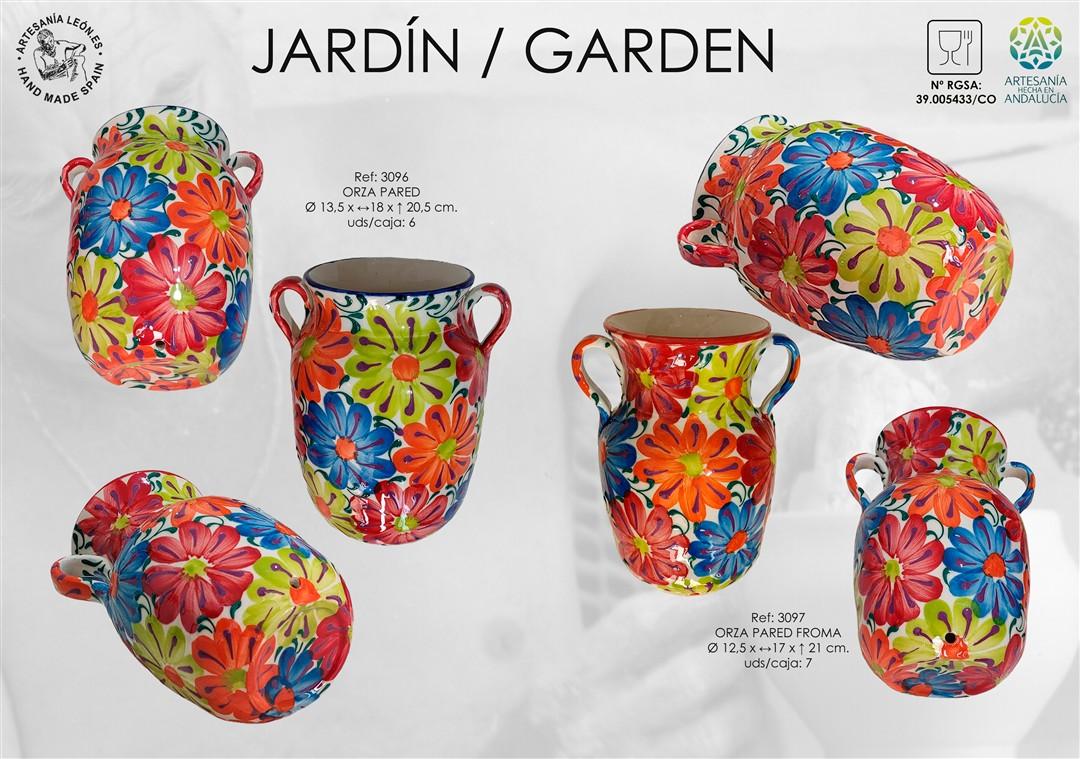 ARTESANÍA LEÓN.ES
HAND MADE SPAIN
JARDÍN / GARDEN
Nº RGSA:
39.005433/CO
ARTESANÍA
HECHA EN
ANDALUCÍA
Ref: 3096
ORZA PARED
Ø 13,5 x ↔18 x ↑ 20,5 cm.
uds/caja: 6
Ref: 3097
ORZA PARED FROMA
Ø 12,5 x ↔17 x ↑ 21 cm.
uds/caja: 7